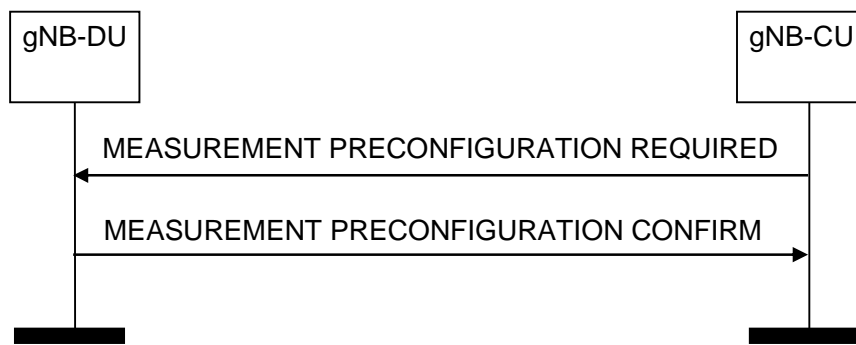 gNB-DU
gNB-CU
MEASUREMENT PRECONFIGURATION REQUIRED
MEASUREMENT PRECONFIGURATION CONFIRM